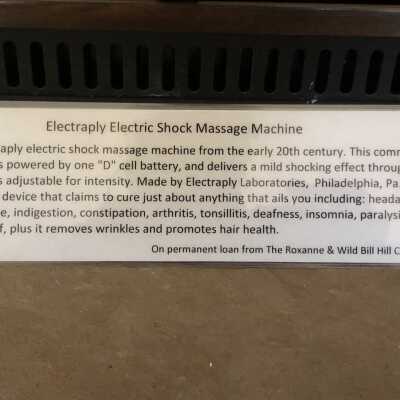 Electraply Electric Shock Massage Machine
aply electric shock massage machine from the early 20th century. This com
s powered by one "D" cell battery, and delivers a mild shocking effect throug
s adjustable for intensity. Made by Electraply Laboratories, Philadelphia, Pa.
device that claims to cure just about anything that ails you including: heada
e, indigestion, constipation, arthritis, tonsillitis, deafness, insomnia, paralysi
f, plus it removes wrinkles and promotes hair health.
On permanent loan from The Roxanne & Wild Bill Hill C